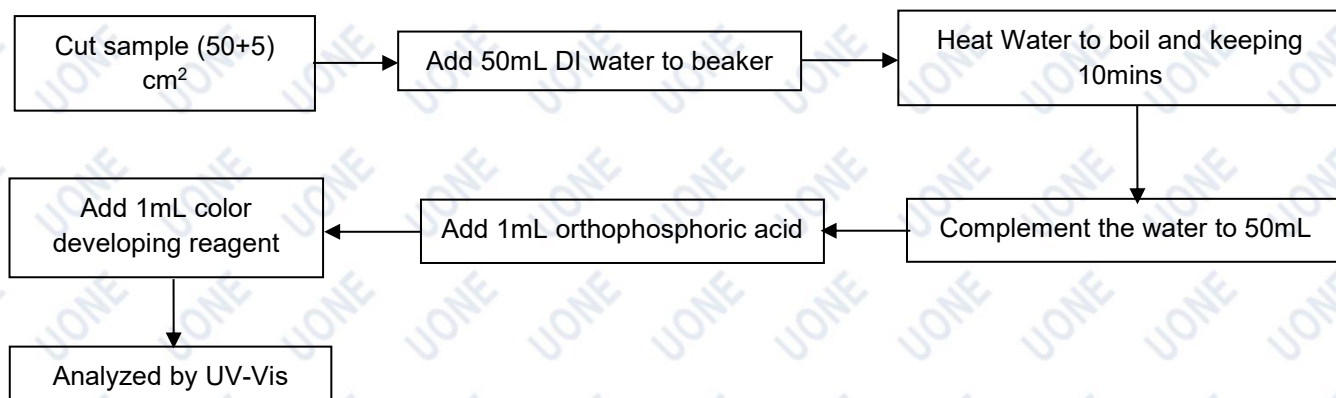 Cut sample (50+5)
cm²
Add 50mL DI water to beaker
Heat Water to boil and keeping
10mins
Complement the water to 50mL
Add 1mL orthophosphoric acid
Add 1mL color
developing reagent
Analyzed by UV-Vis
UONE